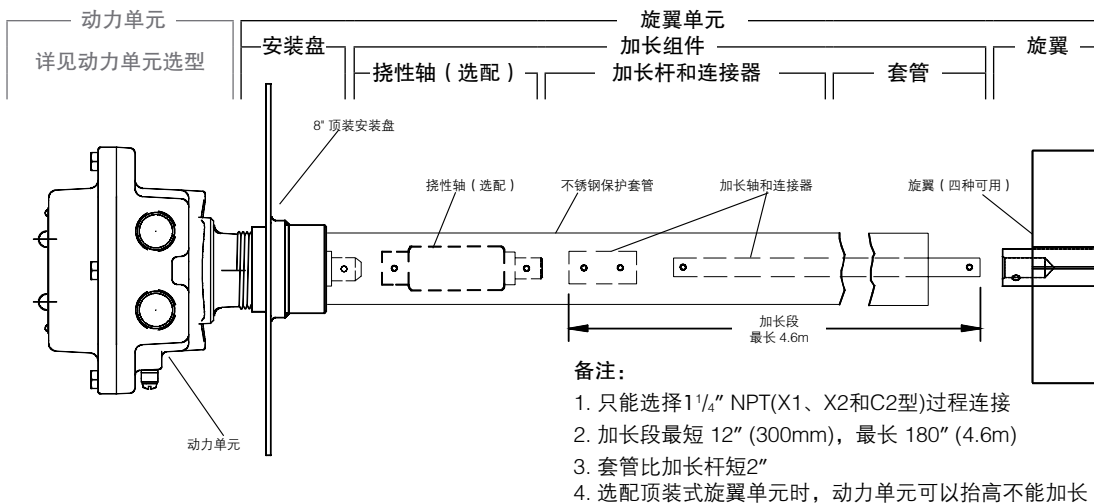 动力单元
旋翼单元
详见动力单元选型
安装盘
加长组件
旋翼
挠性轴（选配）
加长杆和连接器
套管
8" 顶装安装盘
挠性轴（选配）
不锈钢保护套管
加长轴和连接器
旋翼（四种可用）
加长段
最长 4.6m
动力单元
备注：
1. 只能选择1¹/₄" NPT(X1、X2和C2型)过程连接
2. 加长段最短 12" (300mm)，最长 180" (4.6m)
3. 套管比加长杆短2"
4. 选配顶装式旋翼单元时，动力单元可以抬高不能加长